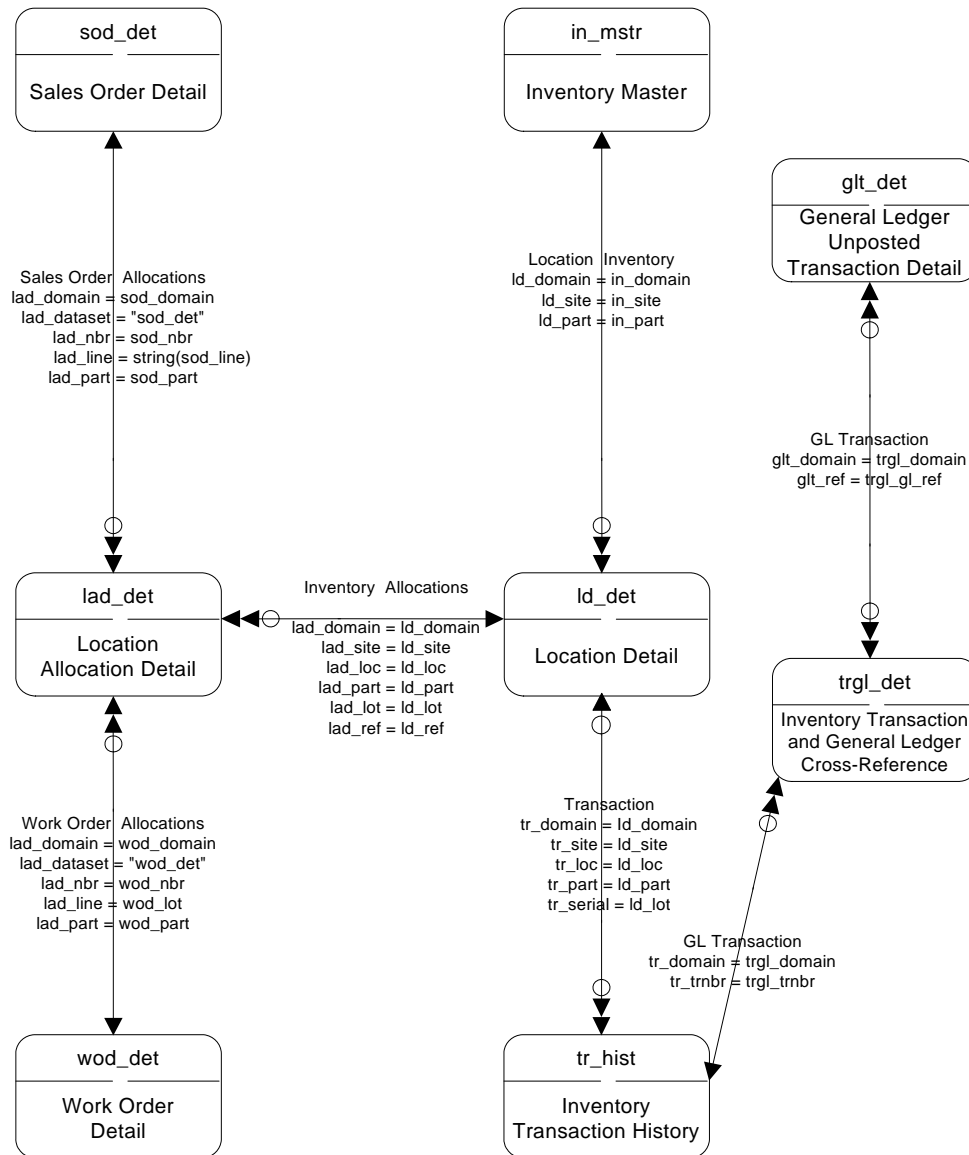 sod_det
Sales Order Detail
in_mstr
Inventory Master
glt_det
General Ledger
Unposted
Transaction Detail
Sales Order Allocations
lad_domain = sod_domain
lad_dataset = "sod_det"
lad_nbr = sod_nbr
lad_line = string(sod_line)
lad_part = sod_part
Location Inventory
ld_domain = in_domain
ld_site = in_site
ld_part = in_part
GL Transaction
glt_domain = trgl_domain
glt_ref = trgl_gl_ref
lad_det
Location
Allocation Detail
Inventory Allocations
lad_domain = ld_domain
lad_site = ld_site
lad_loc = ld_loc
lad_part = ld_part
lad_lot = ld_lot
lad_ref = ld_ref
ld_det
Location Detail
trgl_det
Inventory Transaction
and General Ledger
Cross-Reference
Work Order Allocations
lad_domain = wod_domain
lad_dataset = "wod_det"
lad_nbr = wod_nbr
lad_line = wod_lot
lad_part = wod_part
Transaction
tr_domain = ld_domain
tr_site = ld_site
tr_loc = ld_loc
tr_part = ld_part
tr_serial = ld_lot
GL Transaction
tr_domain = trgl_domain
tr_trnbr = trgl_trnbr
wod_det
Work Order
Detail
tr_hist
Inventory
Transaction History